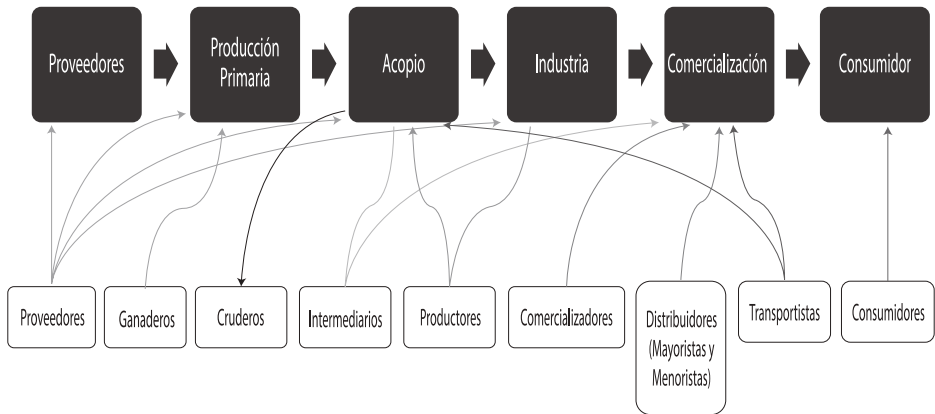 Proveedores
Producción
Primaria
Acopio
Industria
Comercialización
Consumidor
Proveedores
Ganaderos
Cruderos
Intermediarios
Productores
Comercializadores
Distribuidores
(Mayoristas y
Menoristas)
Transportistas
Consumidores